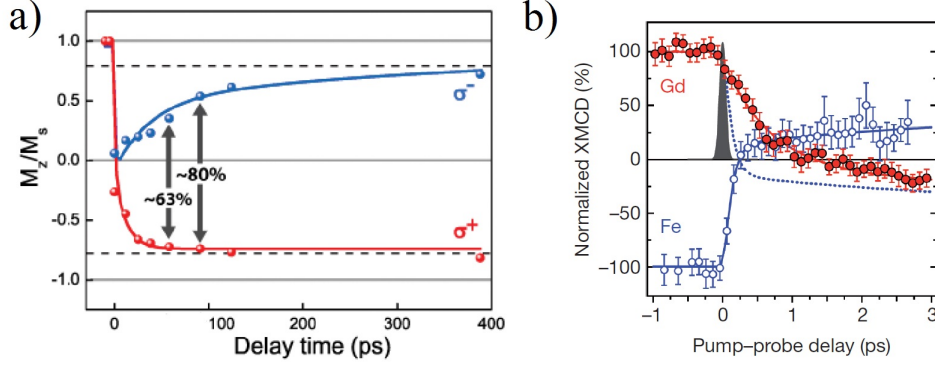 a)
M_z/M_s
1.0
0.5
0.0
-0.5
-1.0
σ⁻
~80%
~63%
σ⁺
0
100
200
300
400
Delay time (ps)
b)
Normalized XMCD (%)
100
50
0
−50
−100
Gd
Fe
−1
0
1
2
3
Pump–probe delay (ps)